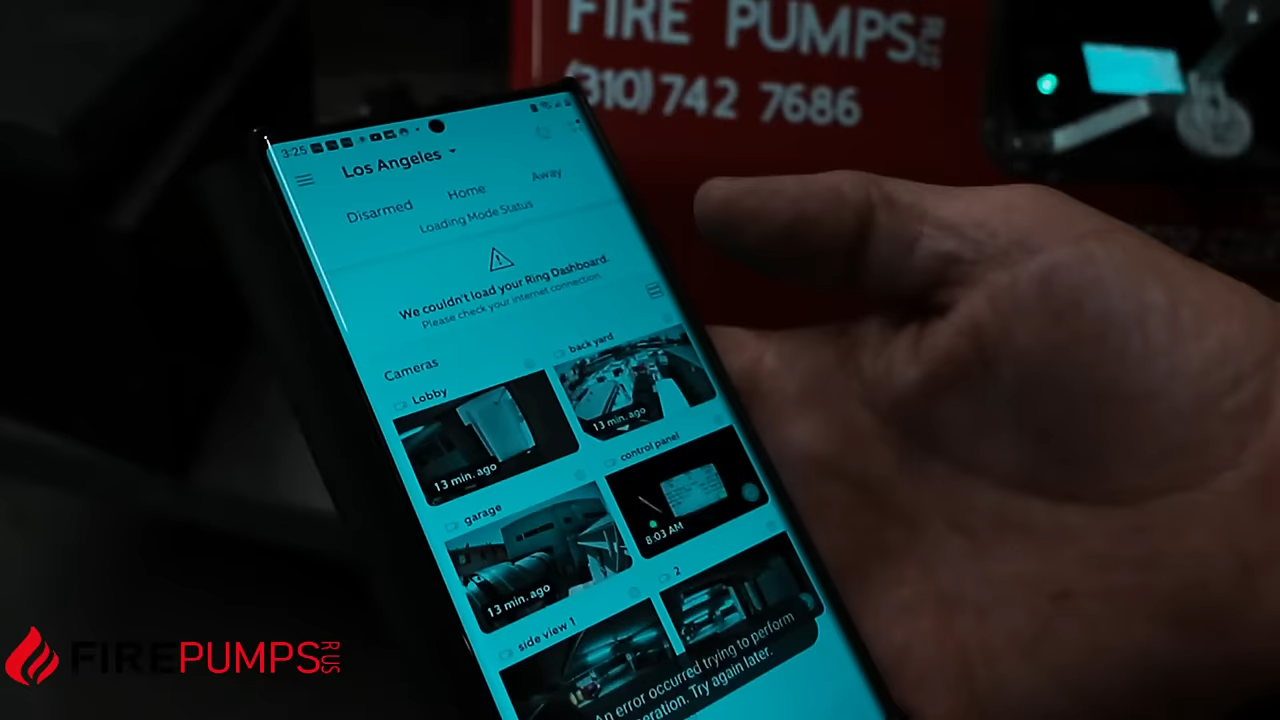 FIRE PUMPS RUS
(310) 742 7686
3:25
Los Angeles
Disarmed Home Away
Loading Mode Status
We couldn't load your Ring Dashboard.
Please check your internet connection.
Cameras
Lobby
13 min. ago
back yard
13 min. ago
garage
13 min. ago
control panel
8:03 AM
side view 1
2
An error occurred trying to perform
Try again later.
FIREPUMPSRUS